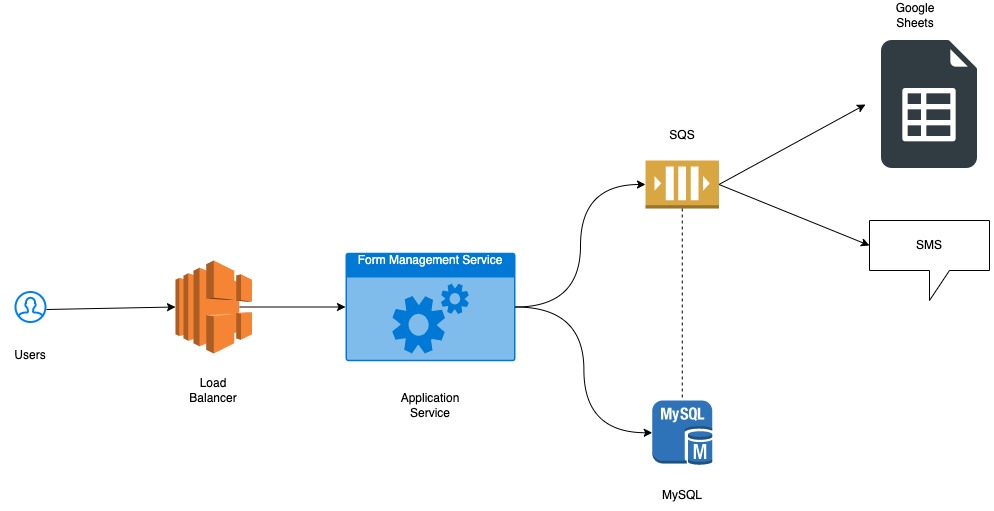 Google
Sheets
SQS
SMS
Form Management Service
Users
Load
Balancer
Application
Service
MySQL
M
MySQL